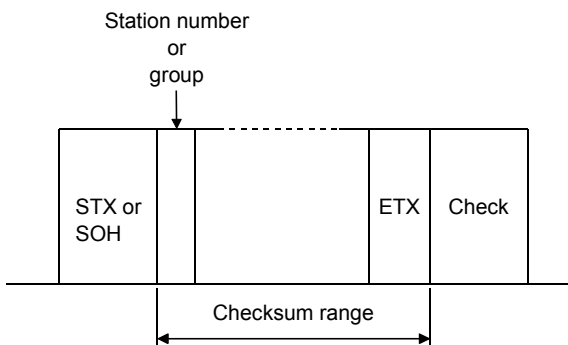 Station number
or
group
STX or
SOH
ETX
Check
Checksum range